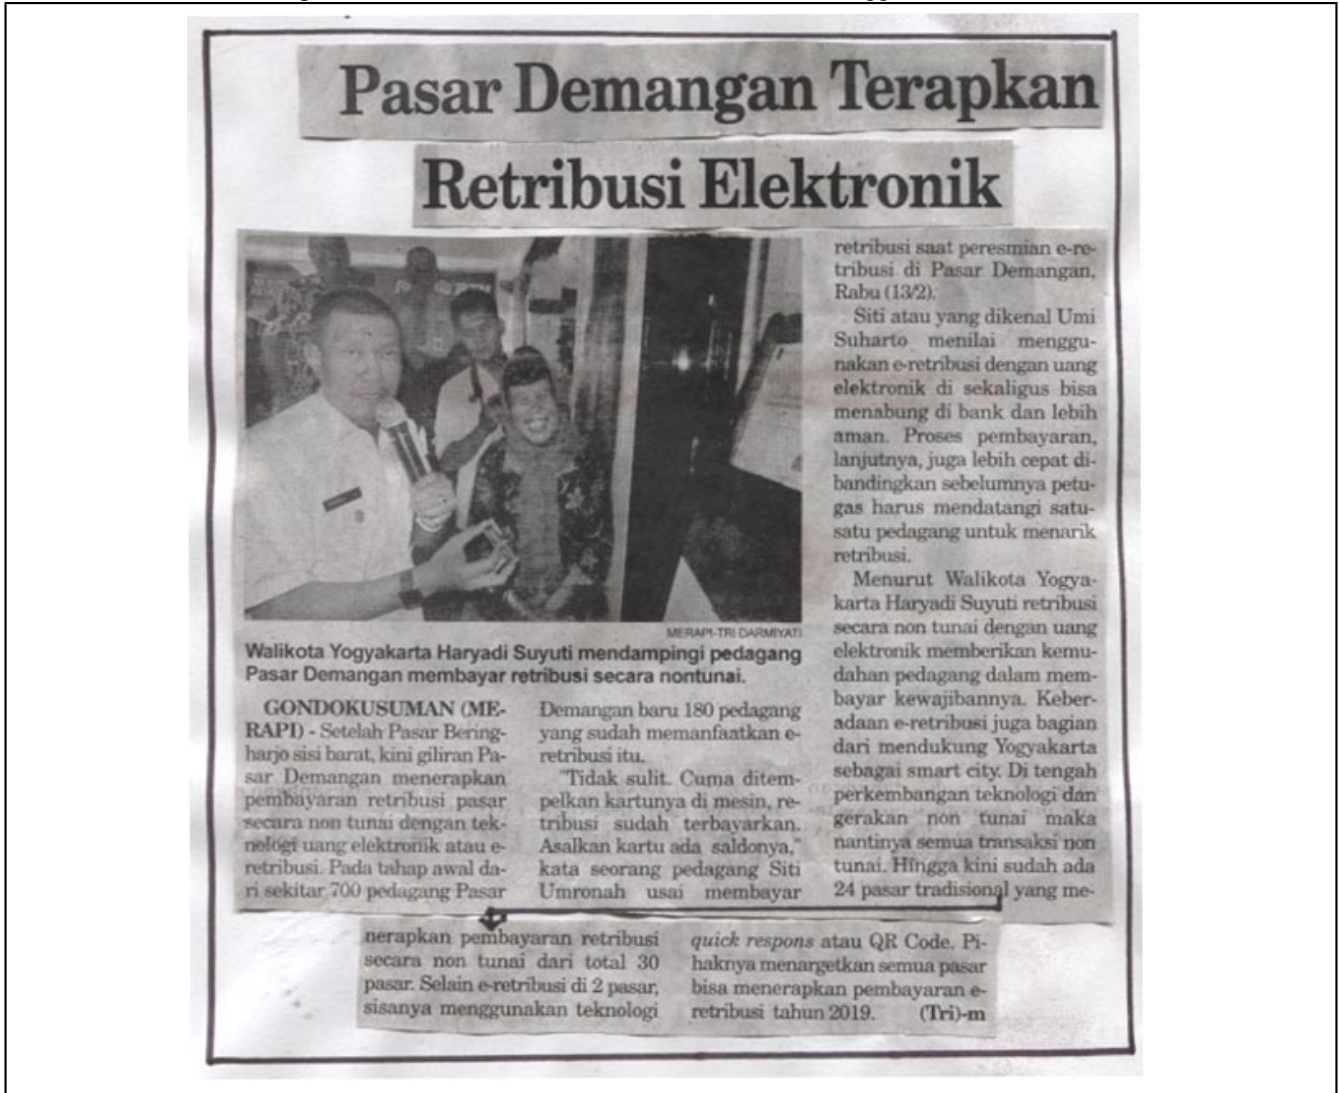 Pasar Demangan Terapkan
Retribusi Elektronik
MERAPI-TRI DARMIYATI
Walikota Yogyakarta Haryadi Suyuti mendampingi pedagang
Pasar Demangan membayar retribusi secara nontunai.
GONDOKUSUMAN (ME-
RAPI) - Setelah Pasar Bering-
harjo sisi barat, kini giliran Pa-
sar Demangan menerapkan
pembayaran retribusi pasar
secara non tunai dengan tek-
nologi uang elektronik atau e-
retribusi. Pada tahap awal da-
ri sekitar 700 pedagang Pasar
Demangan baru 180 pedagang
yang sudah memanfaatkan e-
retribusi itu.
"Tidak sulit. Cuma ditem-
pelkan kartunya di mesin, re-
tribusi sudah terbayarkan.
Asalkan kartu ada saldonya,"
kata seorang pedagang Siti
Umronah usai membayar
retribusi saat peresmian e-re-
tribusi di Pasar Demangan,
Rabu (13/2).
Siti atau yang dikenal Umi
Suharto menilai menggu-
nakan e-retribusi dengan uang
elektronik di sekaligus bisa
menabung di bank dan lebih
aman. Proses pembayaran,
lanjutnya, juga lebih cepat di-
bandingkan sebelumnya petu-
gas harus mendatangi satu-
satu pedagang untuk menarik
retribusi.
Menurut Walikota Yogya-
karta Haryadi Suyuti retribusi
secara non tunai dengan uang
elektronik memberikan kemu-
dahan pedagang dalam mem-
bayar kewajibannya. Keber-
adaan e-retribusi juga bagian
dari mendukung Yogyakarta
sebagai smart city. Di tengah
perkembangan teknologi dan
gerakan non tunai maka
nantinya semua transaksi non
tunai. Hingga kini sudah ada
24 pasar tradisional yang me-
nerapkan pembayaran retribusi
secara non tunai dari total 30
pasar. Selain e-retribusi di 2 pasar,
sisanya menggunakan teknologi
quick respons atau QR Code. Pi-
haknya menargetkan semua pasar
bisa menerapkan pembayaran e-
retribusi tahun 2019. (Tri)-m